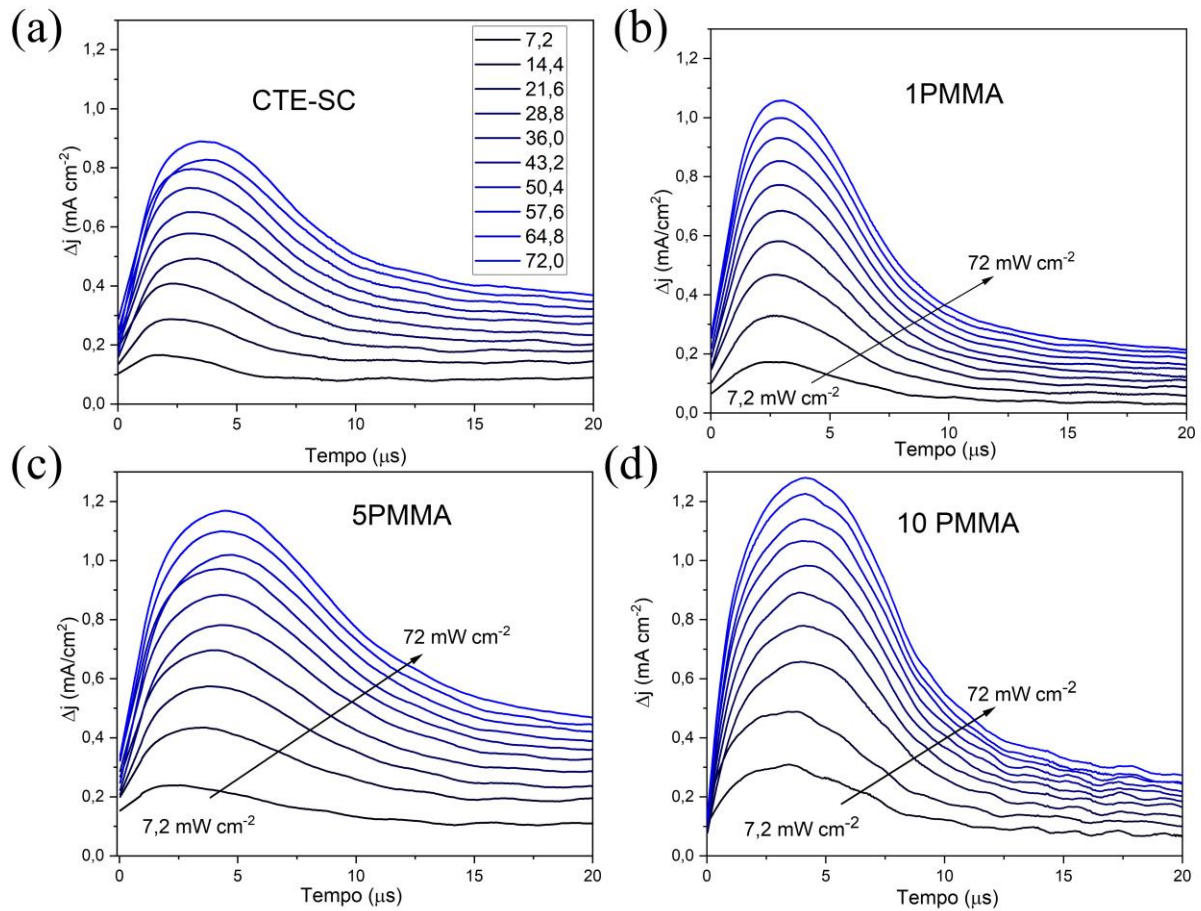 (a)
1,2
1,0
0,8
0,6
0,4
0,2
0,0
Δj (mA cm-2)
CTE-SC
7,2
14,4
21,6
28,8
36,0
43,2
50,4
57,6
64,8
72,0
0 5 10 15 20
Tempo (μs)
(b)
1,2
1,0
0,8
0,6
0,4
0,2
0,0
Δj (mA/cm2)
1PMMA
72 mW cm-2
7,2 mW cm-2
0 5 10 15 20
Tempo (μs)
(c)
1,2
1,0
0,8
0,6
0,4
0,2
0,0
Δj (mA/cm2)
5PMMA
72 mW cm-2
7,2 mW cm-2
0 5 10 15 20
Tempo (μs)
(d)
1,2
1,0
0,8
0,6
0,4
0,2
0,0
Δj (mA cm-2)
10 PMMA
72 mW cm-2
7,2 mW cm-2
0 5 10 15 20
Tempo (μs)